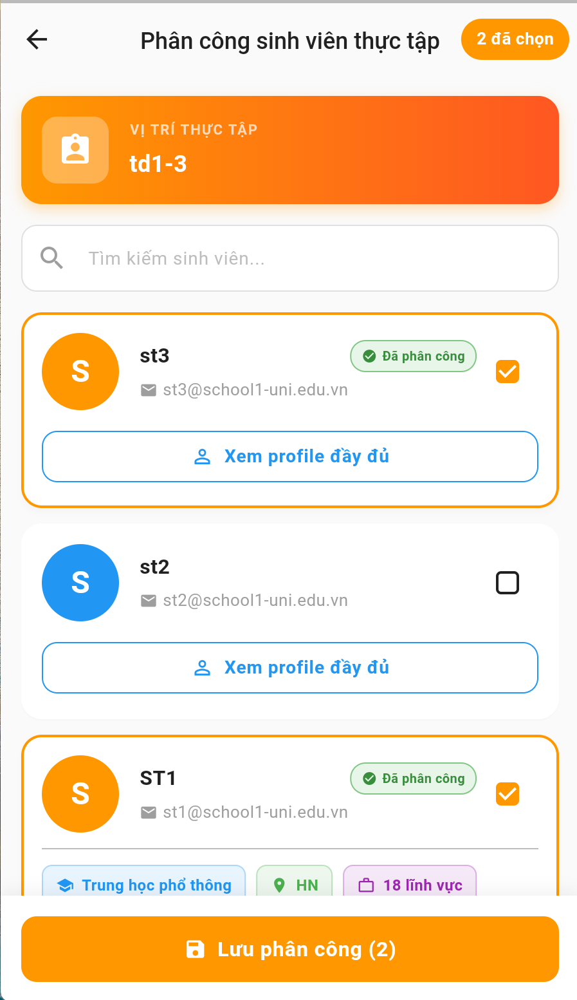 Phân công sinh viên thực tập
2 đã chọn
VỊ TRÍ THỰC TẬP
td1-3
Tìm kiếm sinh viên...
S
st3
Đã phân công
st3@school1-uni.edu.vn
Xem profile đầy đủ
S
st2
st2@school1-uni.edu.vn
Xem profile đầy đủ
S
ST1
Đã phân công
st1@school1-uni.edu.vn
Trung học phổ thông
HN
18 lĩnh vực
Lưu phân công (2)